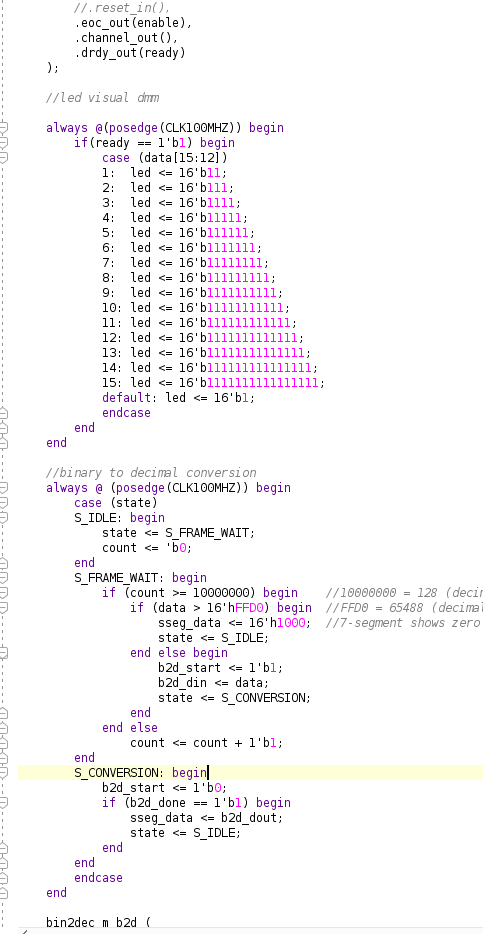 //.reset_in(),
.eoc_out(enable),
.channel_out(),
.drdy_out(ready)
);
//led visual dmm
always @(posedge(CLK100MHZ)) begin
if(ready == 1'b1) begin
case (data[15:12])
1:  led <= 16'b11;
2:  led <= 16'b111;
3:  led <= 16'b1111;
4:  led <= 16'b11111;
5:  led <= 16'b111111;
6:  led <= 16'b1111111;
7:  led <= 16'b11111111;
8:  led <= 16'b111111111;
9:  led <= 16'b1111111111;
10: led <= 16'b11111111111;
11: led <= 16'b111111111111;
12: led <= 16'b1111111111111;
13: led <= 16'b11111111111111;
14: led <= 16'b111111111111111;
15: led <= 16'b1111111111111111;
default: led <= 16'b1;
endcase
end
end
//binary to decimal conversion
always @ (posedge(CLK100MHZ)) begin
case (state)
S_IDLE: begin
state <= S_FRAME_WAIT;
count <= 'b0;
end
S_FRAME_WAIT: begin
if (count >= 10000000) begin    //10000000 = 128 (decim
if (data > 16'hFFD0) begin  //FFD0 = 65488 (decimal
sseg_data <= 16'h1000;  //7-segment shows zero
state <= S_IDLE;
end else begin
b2d_start <= 1'b1;
b2d_din <= data;
state <= S_CONVERSION;
end
end else
count <= count + 1'b1;
end
S_CONVERSION: begin
b2d_start <= 1'b0;
if (b2d_done == 1'b1) begin
sseg_data <= b2d_dout;
state <= S_IDLE;
end
end
endcase
end
bin2dec m_b2d (